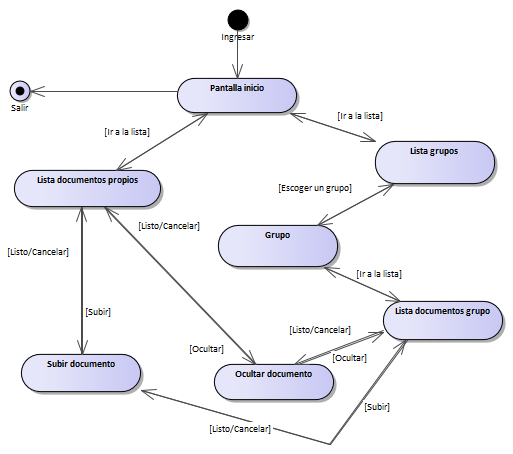 Ingresar
Pantalla inicio
Salir
[Ir a la lista]
[Ir a la lista]
Lista grupos
Lista documentos propios
[Escoger un grupo]
[Listo/Cancelar]
Grupo
[Listo/Cancelar]
[Ir a la lista]
[Subir]
Lista documentos grupo
[Listo/Cancelar]
[Ocultar]
[Ocultar]
Subir documento
Ocultar documento
[Subir]
[Listo/Cancelar]